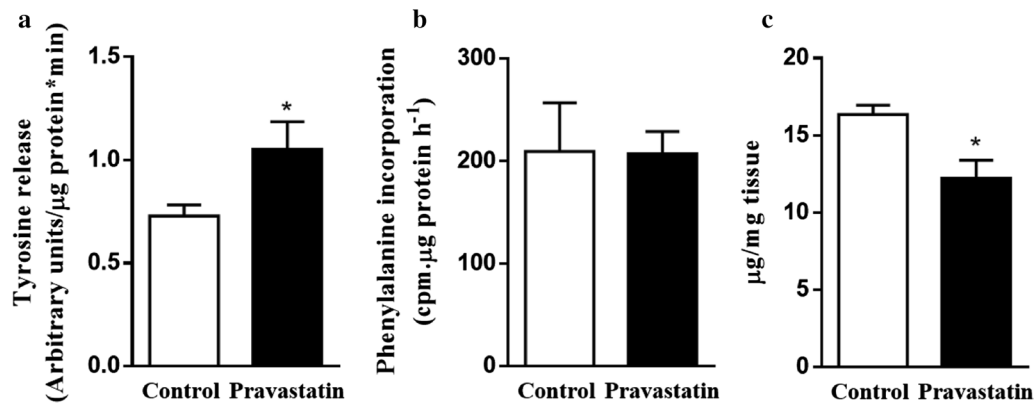 a
Tyrosine release
(Arbitrary units/μg protein*min)
1.5
1.0
0.5
0.0
*
Control Pravastatin
b
Phenylalanine incorporation
(cpm.μg protein h-1)
300
200
100
0
Control Pravastatin
c
μg/mg tissue
20
15
10
5
0
*
Control Pravastatin